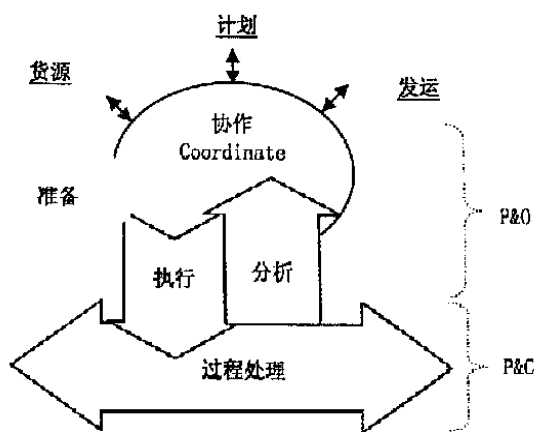 计划
货源
发运
协作
Coordinate
准备
P&O
执行
分析
过程处理
P&C